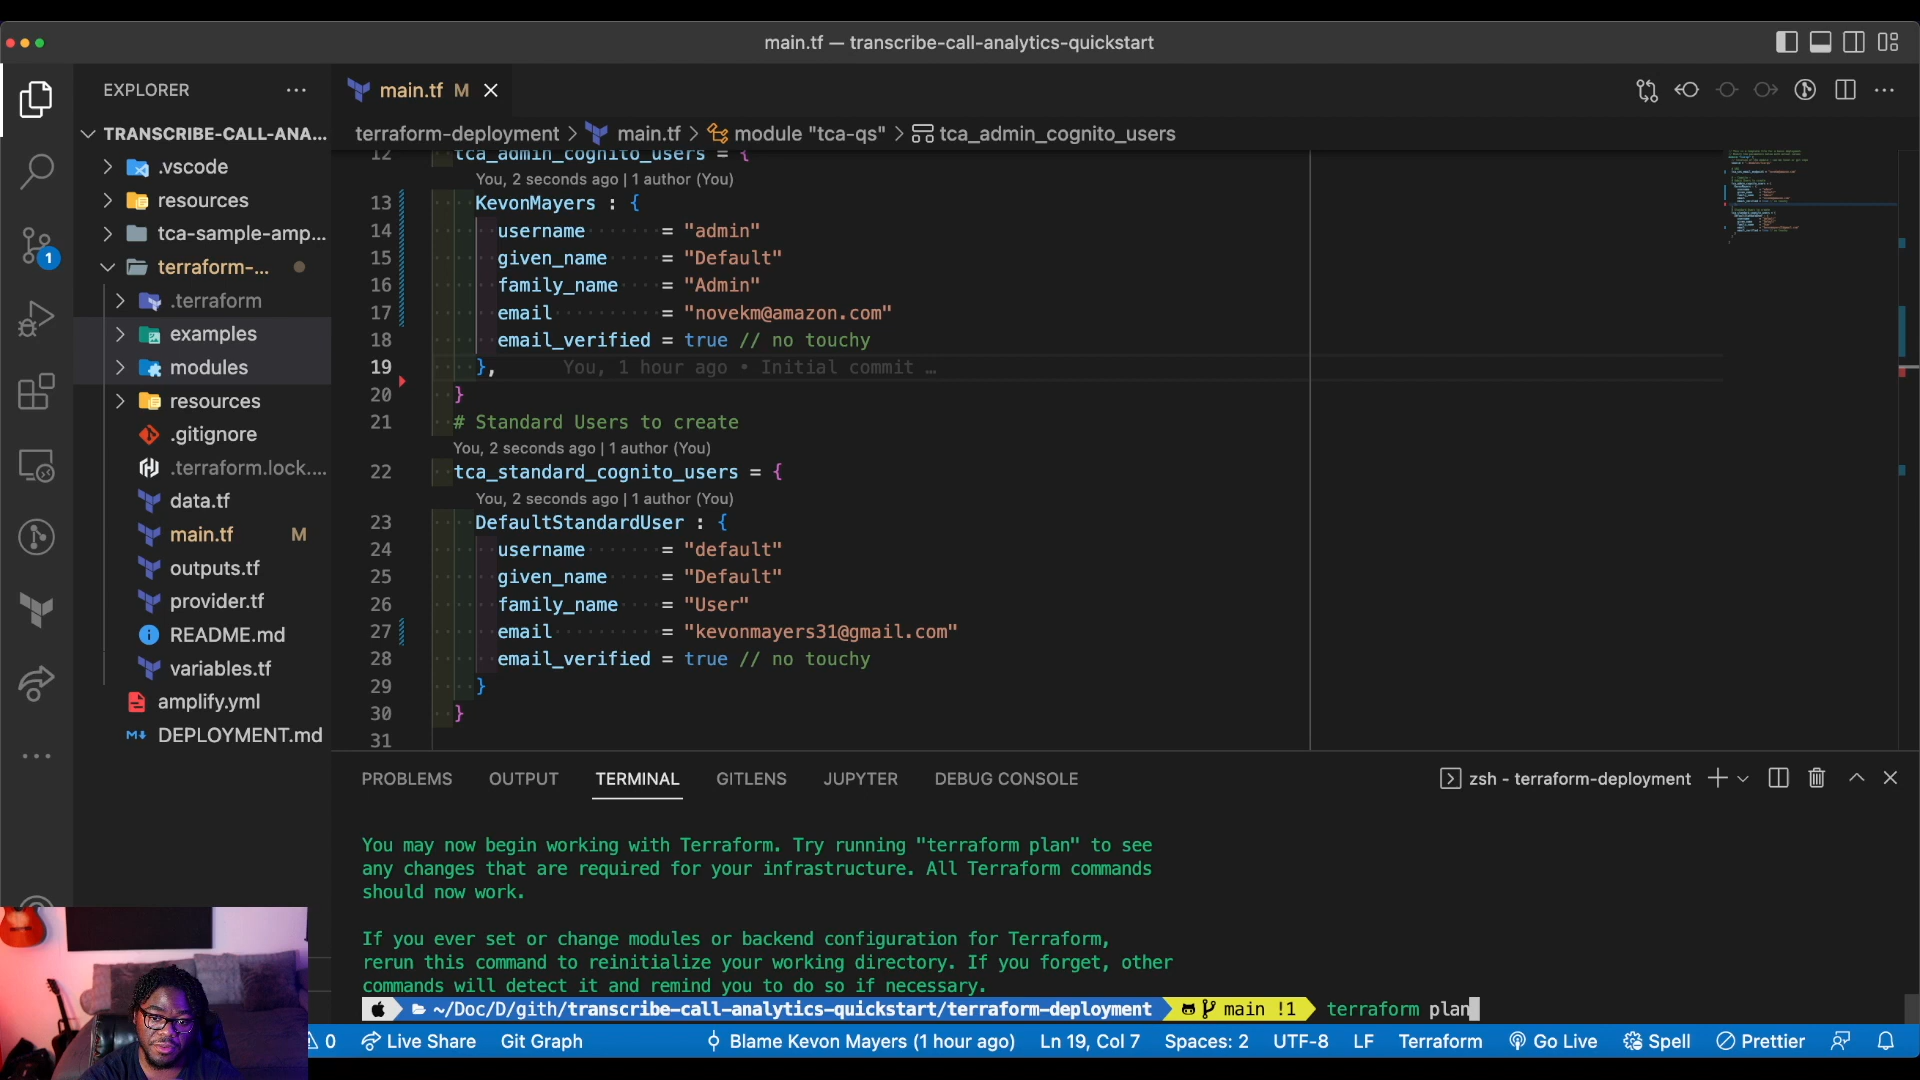 main.tf — transcribe-call-analytics-quickstart
EXPLORER
main.tf M
TRANSCRIBE-CALL-ANA...
.vscode
resources
tca-sample-amp...
terraform-...
.terraform
examples
modules
resources
.gitignore
.terraform.lock....
data.tf
main.tf M
outputs.tf
provider.tf
README.md
variables.tf
amplify.yml
DEPLOYMENT.md
1
terraform-deployment > main.tf > module "tca-qs" > tca_admin_cognito_users
12 tca_admin_cognito_users = {
You, 2 seconds ago | 1 author (You)
13 KevonMayers : {
14 username = "admin"
15 given_name = "Default"
16 family_name = "Admin"
17 email = "novekm@amazon.com"
18 email_verified = true // no touchy
19 }, You, 1 hour ago • Initial commit …
20 }
21 # Standard Users to create
You, 2 seconds ago | 1 author (You)
22 tca_standard_cognito_users = {
You, 2 seconds ago | 1 author (You)
23 DefaultStandardUser : {
24 username = "default"
25 given_name = "Default"
26 family_name = "User"
27 email = "kevonmayers31@gmail.com"
28 email_verified = true // no touchy
29 }
30 }
31
PROBLEMS OUTPUT TERMINAL GITLENS JUPYTER DEBUG CONSOLE zsh - terraform-deployment
You may now begin working with Terraform. Try running "terraform plan" to see
any changes that are required for your infrastructure. All Terraform commands
should now work.
If you ever set or change modules or backend configuration for Terraform,
rerun this command to reinitialize your working directory. If you forget, other
commands will detect it and remind you to do so if necessary.
~/Doc/D/gith/transcribe-call-analytics-quickstart/terraform-deployment main !1 terraform plan
0 Live Share Git Graph Blame Kevon Mayers (1 hour ago) Ln 19, Col 7 Spaces: 2 UTF-8 LF Terraform Go Live Spell Prettier